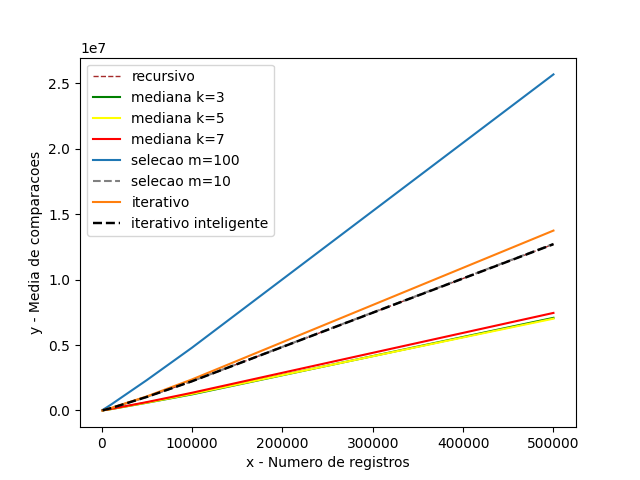 1e7
recursivo
mediana k=3
mediana k=5
mediana k=7
selecao m=100
selecao m=10
iterativo
iterativo inteligente
2.5
2.0
1.5
1.0
0.5
0.0
y - Media de comparacoes
0 100000 200000 300000 400000 500000
x - Numero de registros